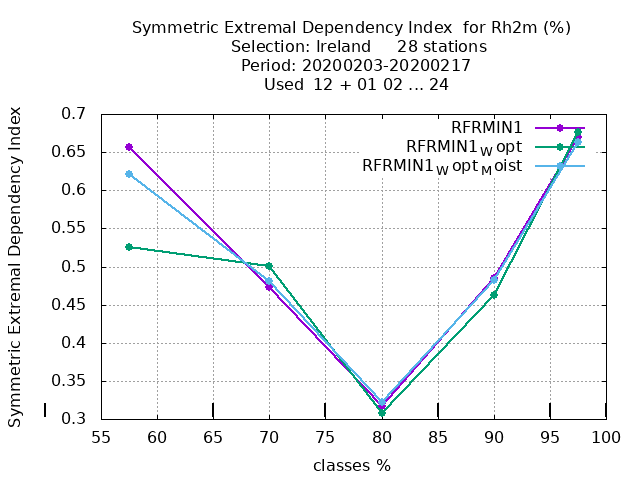 Symmetric Extremal Dependency Index  for Rh2m (%)
Selection: Ireland     28 stations
Period: 20200203-20200217
Used  12 + 01 02 ... 24
Symmetric Extremal Dependency Index
0.7
0.65
0.6
0.55
0.5
0.45
0.4
0.35
0.3
RFRMIN1
RFRMIN1Wopt
RFRMIN1WoptMoist
55 60 65 70 75 80 85 90 95 100
classes %